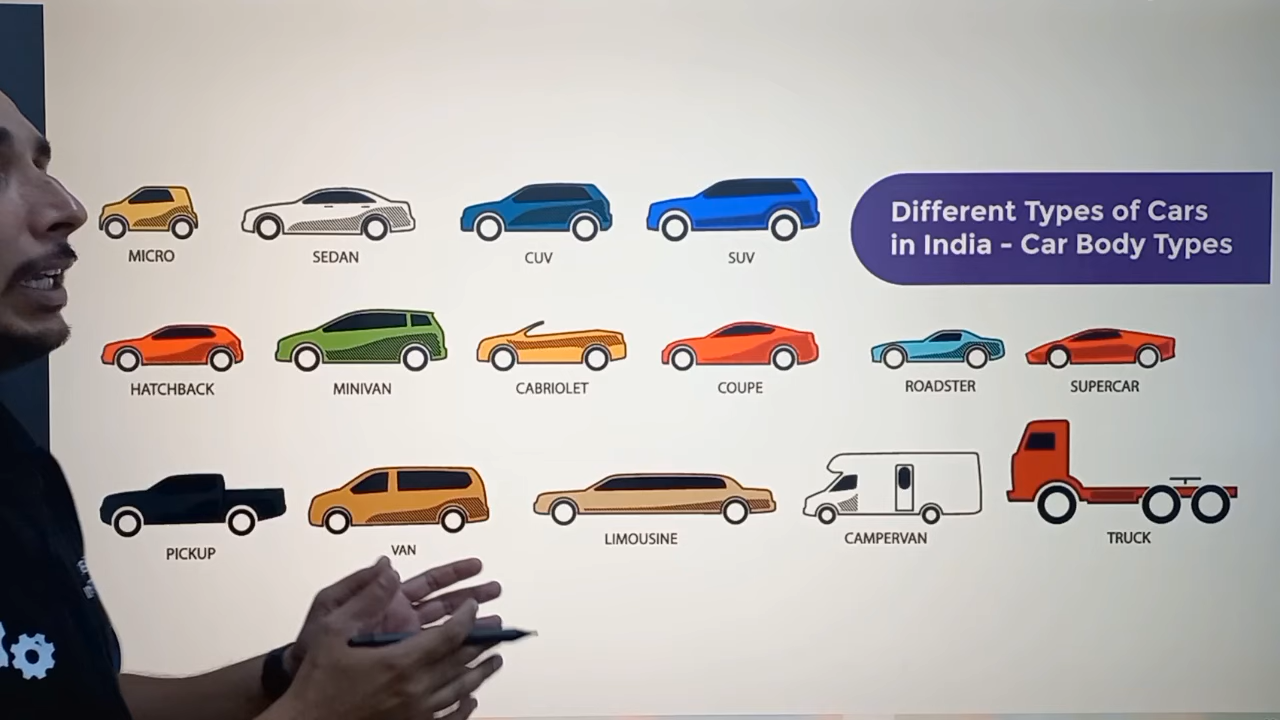 MICRO
SEDAN
CUV
SUV
Different Types of Cars
in India - Car Body Types
HATCHBACK
MINIVAN
CABRIOLET
COUPE
ROADSTER
SUPERCAR
PICKUP
VAN
LIMOUSINE
CAMPERVAN
TRUCK